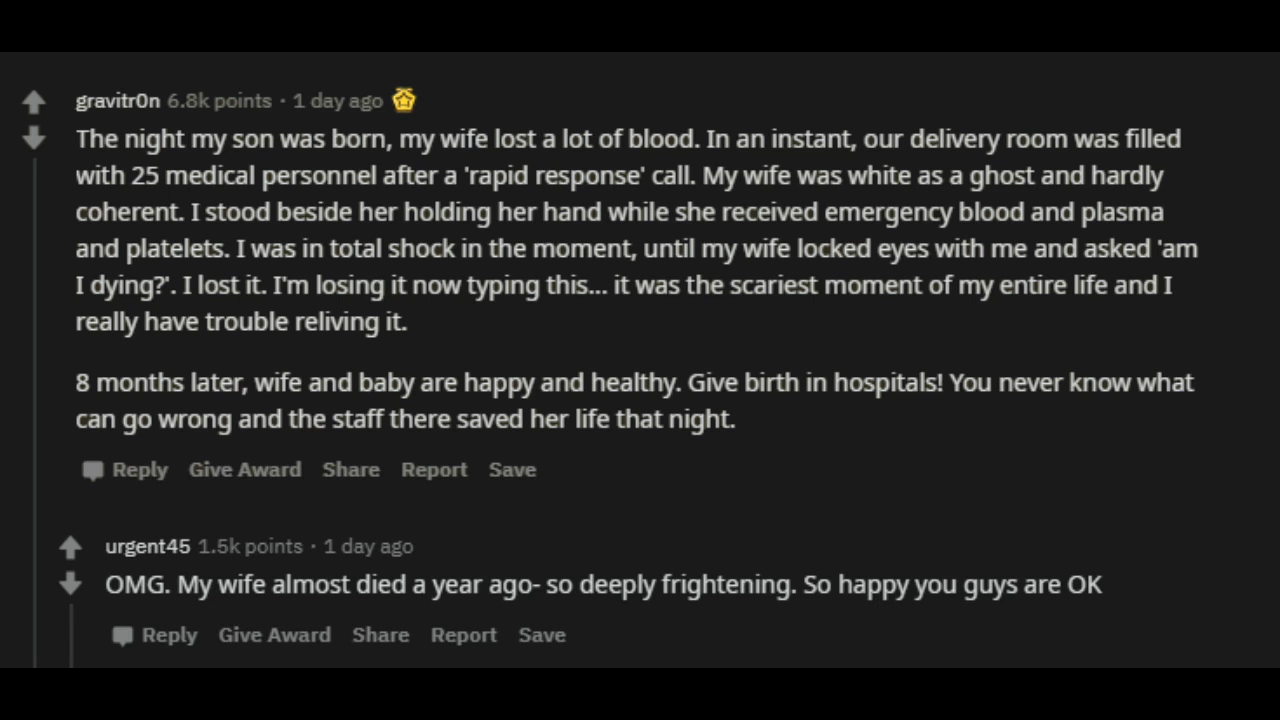 gravitr0n 6.8k points · 1 day ago
The night my son was born, my wife lost a lot of blood. In an instant, our delivery room was filled
with 25 medical personnel after a 'rapid response' call. My wife was white as a ghost and hardly
coherent. I stood beside her holding her hand while she received emergency blood and plasma
and platelets. I was in total shock in the moment, until my wife locked eyes with me and asked 'am
I dying?'. I lost it. I'm losing it now typing this... it was the scariest moment of my entire life and I
really have trouble reliving it.
8 months later, wife and baby are happy and healthy. Give birth in hospitals! You never know what
can go wrong and the staff there saved her life that night.
Reply Give Award Share Report Save
urgent45 1.5k points · 1 day ago
OMG. My wife almost died a year ago- so deeply frightening. So happy you guys are OK
Reply Give Award Share Report Save